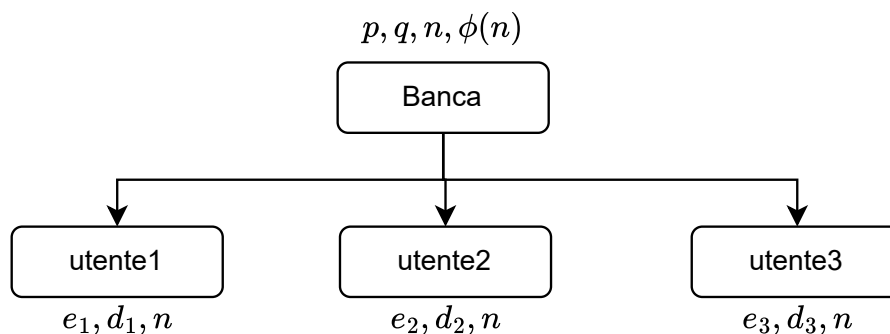 p, q, n, ϕ(n)
Banca
utente1 utente2 utente3
e₁, d₁, n e₂, d₂, n e₃, d₃, n